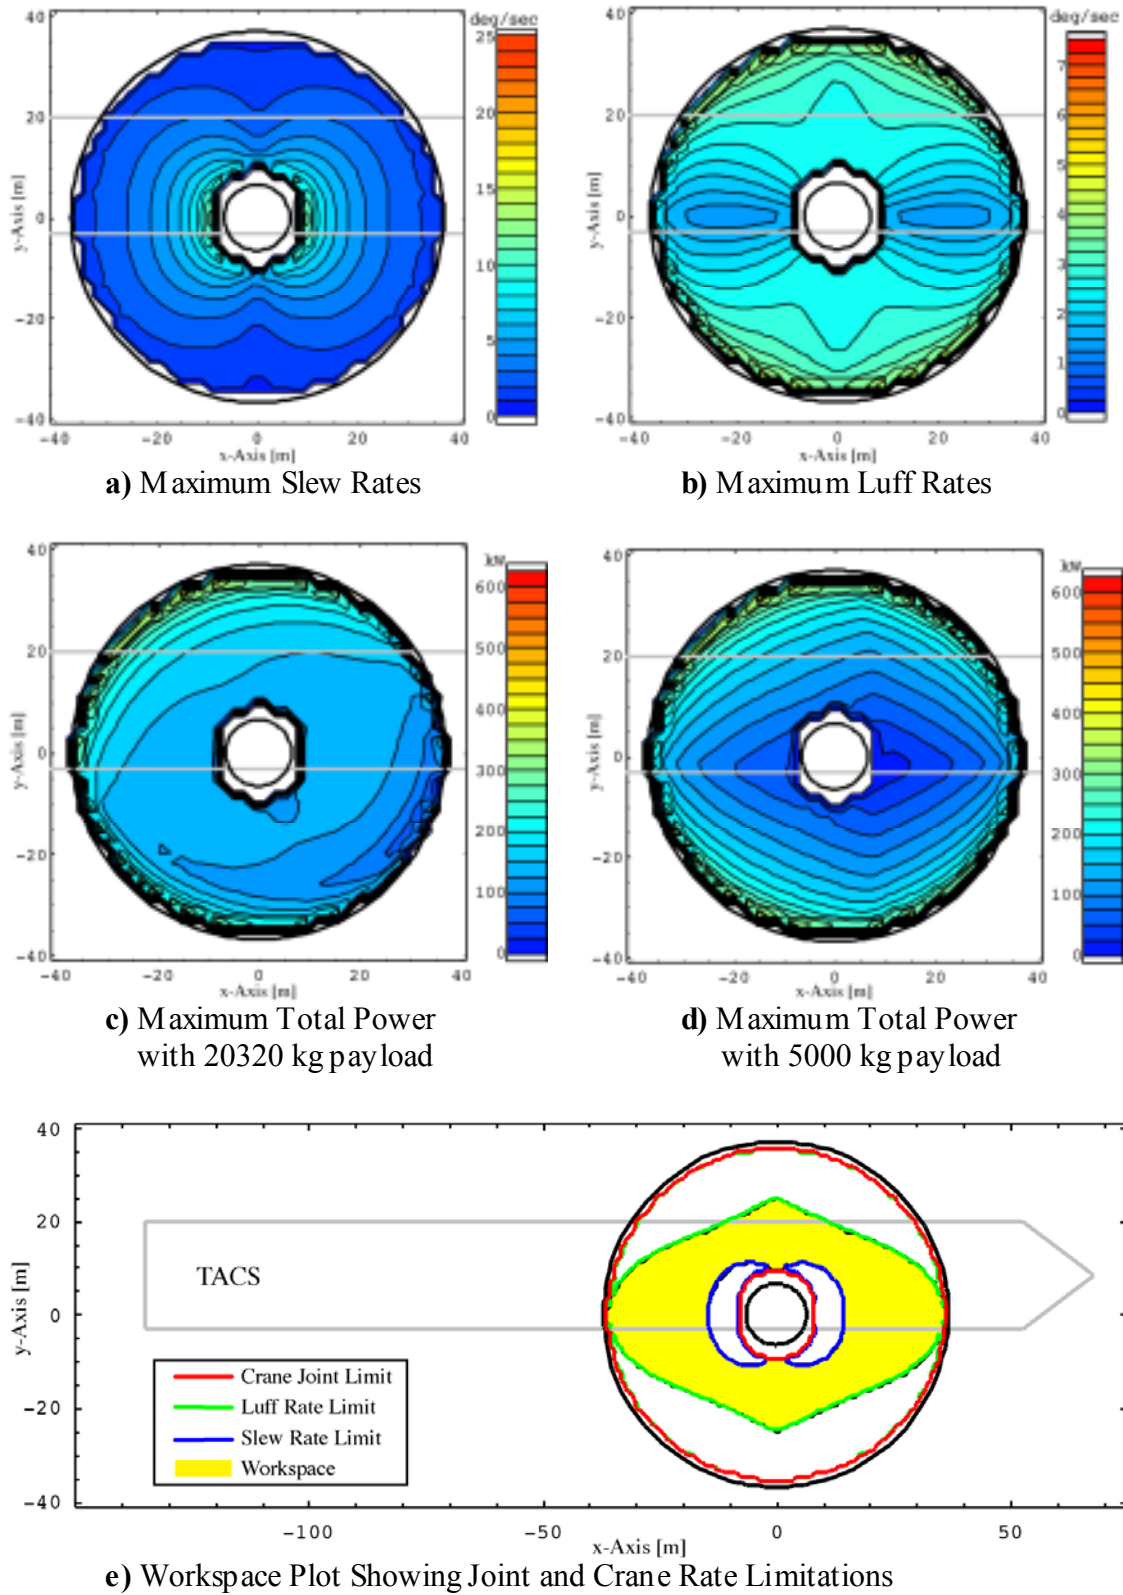 40
20
0
-20
-40
-40
-20
0
20
40
y-Axis [m]
x-Axis [m]
deg/sec
25
20
15
10
5
0
a) Maximum Slew Rates
40
20
0
-20
-40
-40
-20
0
20
40
y-Axis [m]
x-Axis [m]
deg/sec
7
6
5
4
3
2
1
0
b) Maximum Luff Rates
40
20
0
-20
-40
-40
-20
0
20
40
y-Axis [m]
x-Axis [m]
kW
600
500
400
300
200
100
0
c) Maximum Total Power
with 20320 kg payload
40
20
0
-20
-40
-40
-20
0
20
40
y-Axis [m]
x-Axis [m]
kW
600
500
400
300
200
100
0
d) Maximum Total Power
with 5000 kg payload
40
20
0
-20
-40
y-Axis [m]
TACS
Crane Joint Limit
Luff Rate Limit
Slew Rate Limit
Workspace
-100
-50
0
50
x-Axis [m]
e) Workspace Plot Showing Joint and Crane Rate Limitations